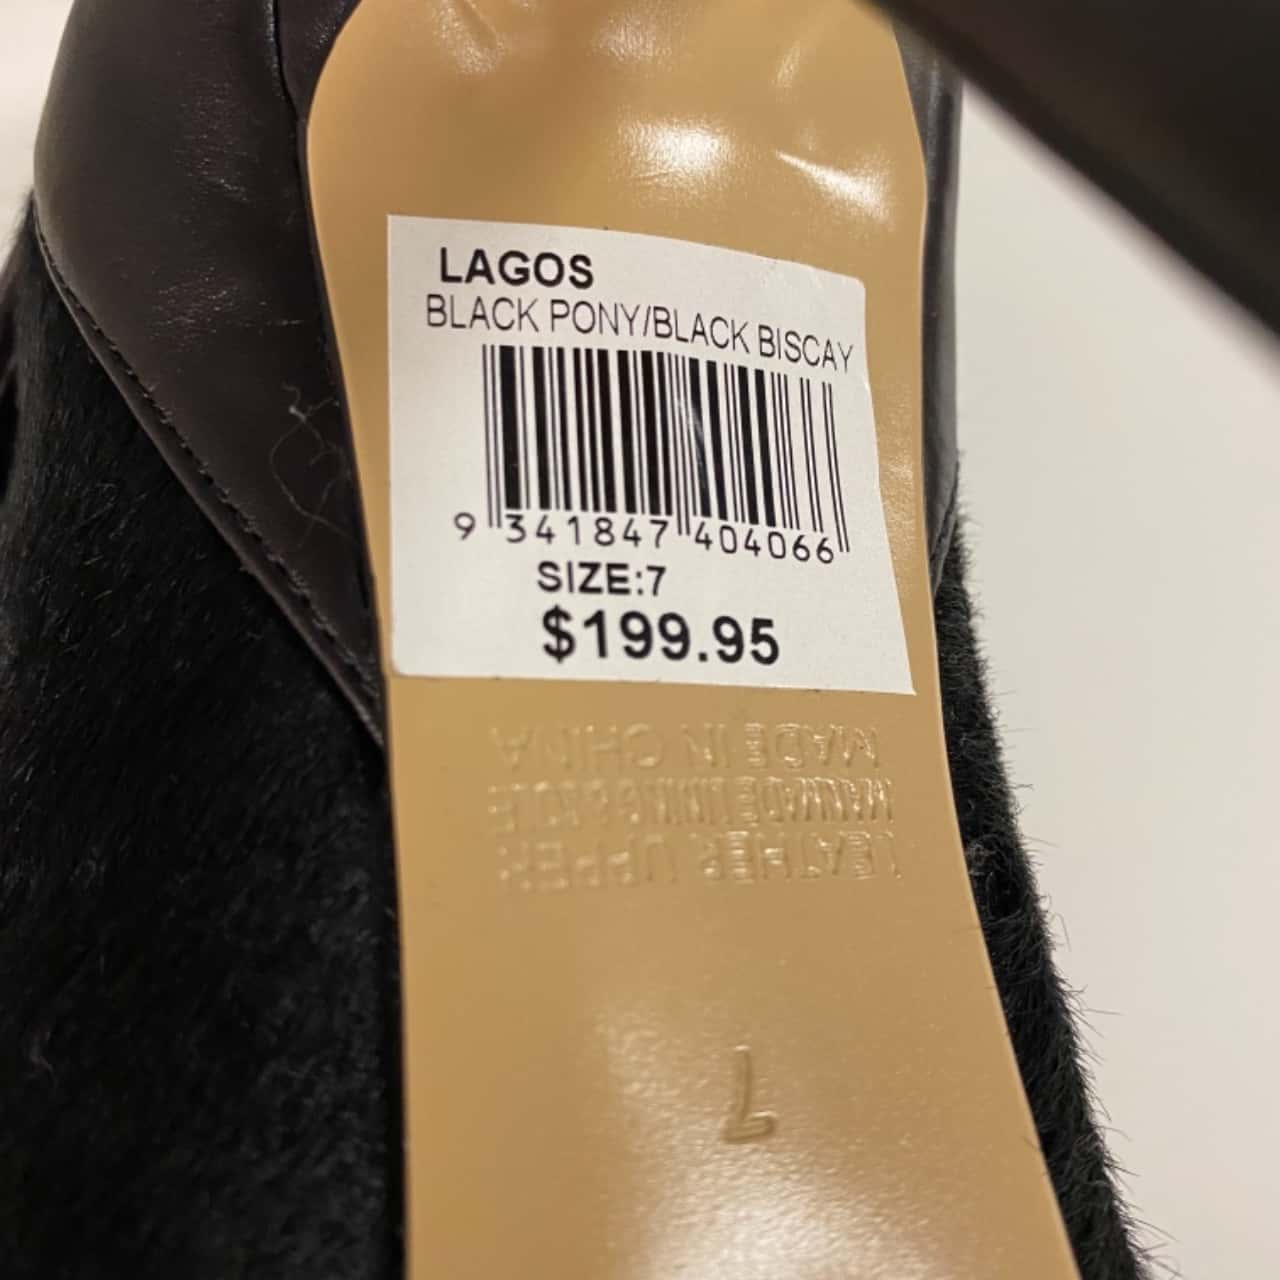 LAGOS
BLACK PONY/BLACK BISCAY
9 341847 404066
SIZE:7
$199.95
MADE IN CHINA
MANMADE LINING & SOLE
LEATHER UPPER
7